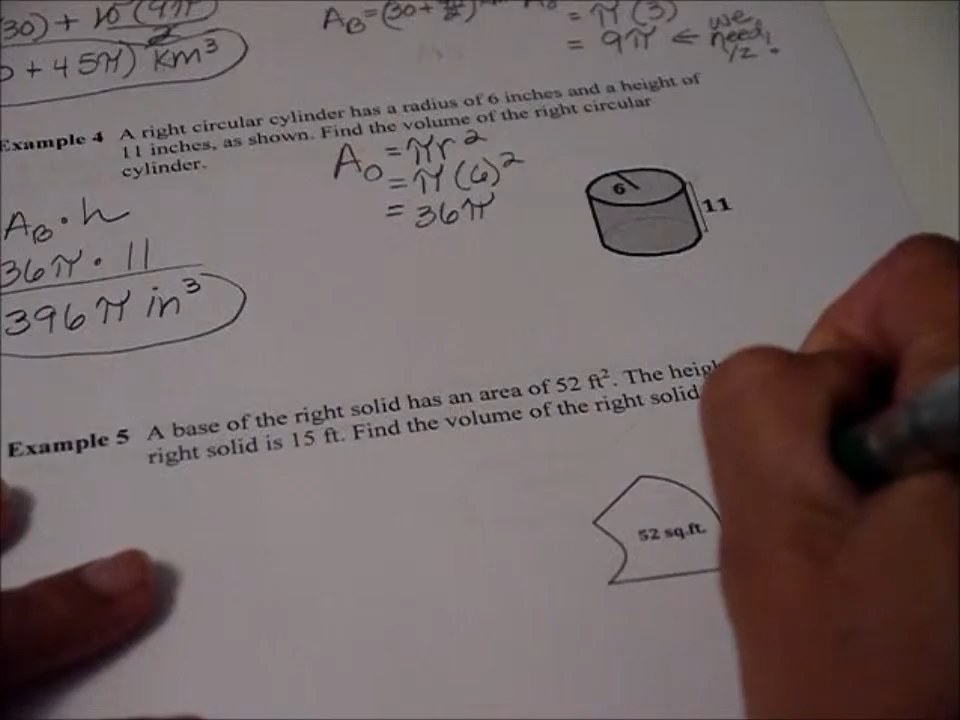 30) + 10 (9π
A_B = (30 +
= π (3)
= 9π ← we need 1/2!
+ 45π) km³
Example 4 A right circular cylinder has a radius of 6 inches and a height of
11 inches, as shown. Find the volume of the right circular
cylinder.
A_O = πr²
= π (6)²
= 36π
6
11
A_B · h
36π · 11
396π in³
Example 5 A base of the right solid has an area of 52 ft². The
right solid is 15 ft. Find the volume of the right solid
52 sq.ft.